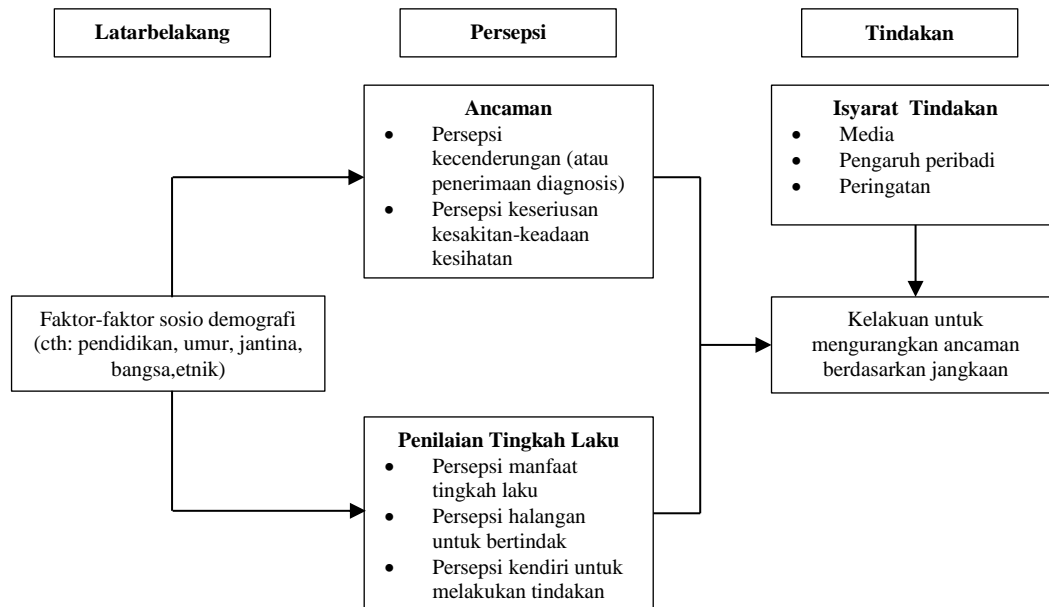 Latarbelakang
Persepsi
Tindakan
Ancaman
• Persepsi
kecenderungan (atau
penerimaan diagnosis)
• Persepsi keseriusan
kesakitan-keadaan
kesihatan
Isyarat Tindakan
• Media
• Pengaruh peribadi
• Peringatan
Faktor-faktor sosio demografi
(cth: pendidikan, umur, jantina,
bangsa,etnik)
Kelakuan untuk
mengurangkan ancaman
berdasarkan jangkaan
Penilaian Tingkah Laku
• Persepsi manfaat
tingkah laku
• Persepsi halangan
untuk bertindak
• Persepsi kendiri untuk
melakukan tindakan